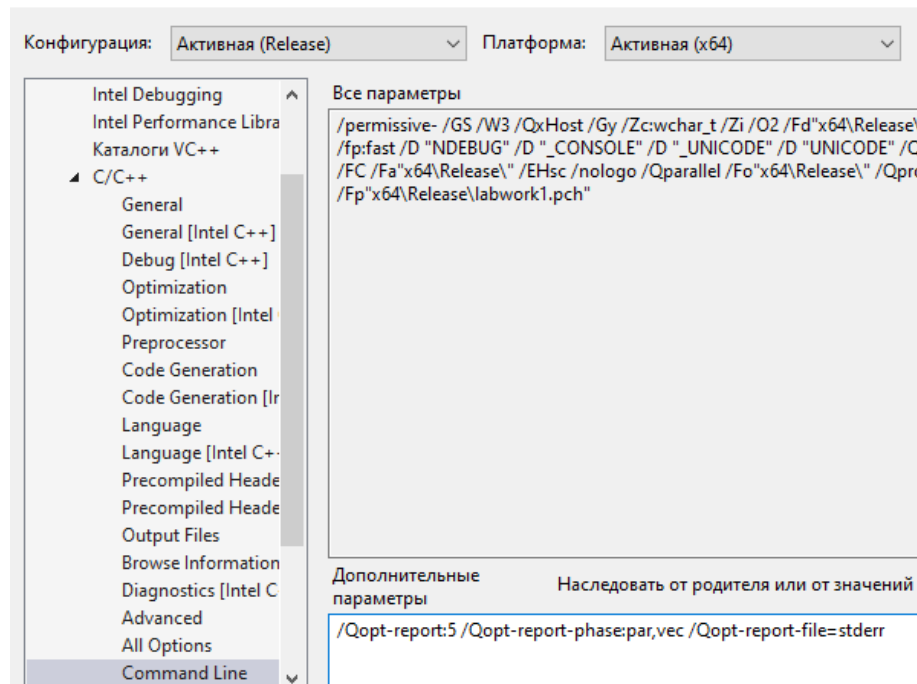 Конфигурация: Активная (Release) Платформа: Активная (x64)
Intel Debugging
Intel Performance Libra
Каталоги VC++
C/C++
General
General [Intel C++]
Debug [Intel C++]
Optimization
Optimization [Intel
Preprocessor
Code Generation
Code Generation [Ir
Language
Language [Intel C+
Precompiled Heade
Precompiled Heade
Output Files
Browse Information
Diagnostics [Intel C
Advanced
All Options
Command Line
Все параметры
/permissive- /GS /W3 /QxHost /Gy /Zc:wchar_t /Zi /O2 /Fd"x64\Release\
/fp:fast /D "NDEBUG" /D "_CONSOLE" /D "_UNICODE" /D "UNICODE" /Q
/FC /Fa"x64\Release\" /EHsc /nologo /Qparallel /Fo"x64\Release\" /Qpr
/Fp"x64\Release\labwork1.pch"
Дополнительные
параметры
Наследовать от родителя или от значений
/Qopt-report:5 /Qopt-report-phase:par,vec /Qopt-report-file=stderr